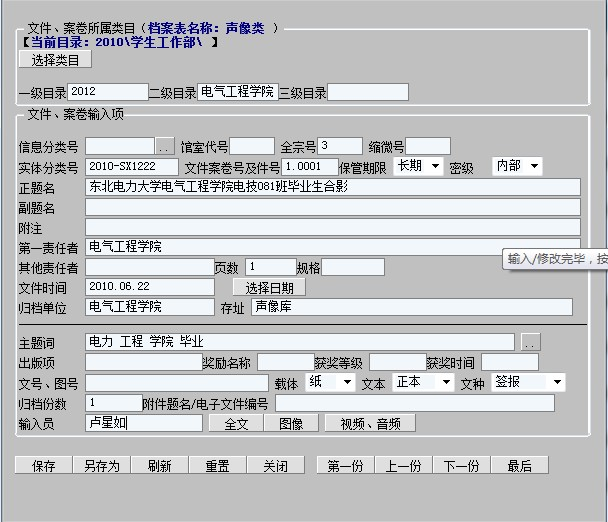 文件、案卷所属类目（档案表名称：声像类 ）
【当前目录：2010\学生工作部\ 】
选择类目
一级目录 2012 二级目录 电气工程学院 三级目录
文件、案卷输入项
信息分类号 .. 馆室代号 全宗号 3 缩微号
实体分类号 2010-SX1222 文件案卷号及件号 1.0001 保管期限 长期 密级 内部
正题名 东北电力大学电气工程学院电技081班毕业生合影
副题名
附注
第一责任者 电气工程学院
输入/修改完毕，按
其他责任者 页数 1 规格
文件时间 2010.06.22 选择日期
归档单位 电气工程学院 存址 声像库
主题词 电力 工程 学院 毕业 ..
出版项 奖励名称 获奖等级 获奖时间
文号、图号 载体 纸 文本 正本 文种 签报
归档份数 1 附件题名/电子文件编号
输入员 卢星如 全文 图像 视频、音频
保存 另存为 刷新 重置 关闭 第一份 上一份 下一份 最后